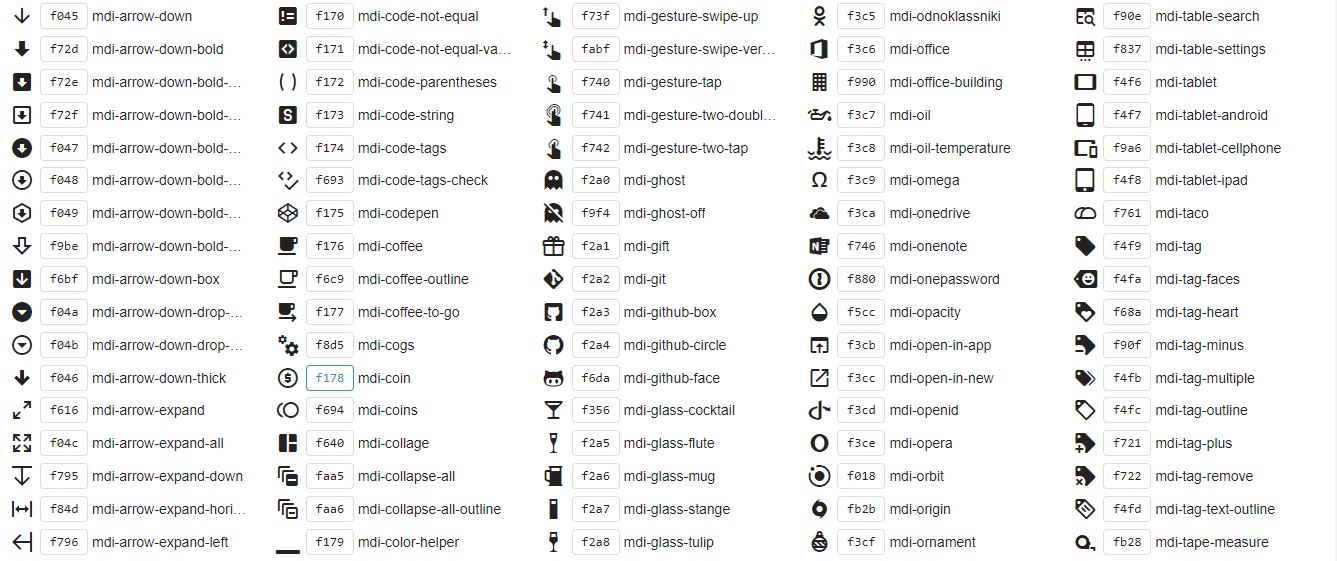 f045 mdi-arrow-down
f72d mdi-arrow-down-bold
f72e mdi-arrow-down-bold-...
f72f mdi-arrow-down-bold-...
f047 mdi-arrow-down-bold-...
f048 mdi-arrow-down-bold-...
f049 mdi-arrow-down-bold-...
f9be mdi-arrow-down-bold-...
f6bf mdi-arrow-down-box
f04a mdi-arrow-down-drop-...
f04b mdi-arrow-down-drop-...
f046 mdi-arrow-down-thick
f616 mdi-arrow-expand
f04c mdi-arrow-expand-all
f795 mdi-arrow-expand-down
f84d mdi-arrow-expand-hori...
f796 mdi-arrow-expand-left
f170 mdi-code-not-equal
f171 mdi-code-not-equal-va...
f172 mdi-code-parentheses
f173 mdi-code-string
f174 mdi-code-tags
f693 mdi-code-tags-check
f175 mdi-codepen
f176 mdi-coffee
f6c9 mdi-coffee-outline
f177 mdi-coffee-to-go
f8d5 mdi-cogs
f178 mdi-coin
f694 mdi-coins
f640 mdi-collage
faa5 mdi-collapse-all
faa6 mdi-collapse-all-outline
f179 mdi-color-helper
f73f mdi-gesture-swipe-up
fabf mdi-gesture-swipe-ver...
f740 mdi-gesture-tap
f741 mdi-gesture-two-doubl...
f742 mdi-gesture-two-tap
f2a0 mdi-ghost
f9f4 mdi-ghost-off
f2a1 mdi-gift
f2a2 mdi-git
f2a3 mdi-github-box
f2a4 mdi-github-circle
f6da mdi-github-face
f356 mdi-glass-cocktail
f2a5 mdi-glass-flute
f2a6 mdi-glass-mug
f2a7 mdi-glass-stange
f2a8 mdi-glass-tulip
f3c5 mdi-odnoklassniki
f3c6 mdi-office
f990 mdi-office-building
f3c7 mdi-oil
f3c8 mdi-oil-temperature
f3c9 mdi-omega
f3ca mdi-onedrive
f746 mdi-onenote
f880 mdi-onepassword
f5cc mdi-opacity
f3cb mdi-open-in-app
f3cc mdi-open-in-new
f3cd mdi-openid
f3ce mdi-opera
f018 mdi-orbit
fb2b mdi-origin
f3cf mdi-ornament
f90e mdi-table-search
f837 mdi-table-settings
f4f6 mdi-tablet
f4f7 mdi-tablet-android
f9a6 mdi-tablet-cellphone
f4f8 mdi-tablet-ipad
f761 mdi-taco
f4f9 mdi-tag
f4fa mdi-tag-faces
f68a mdi-tag-heart
f90f mdi-tag-minus
f4fb mdi-tag-multiple
f4fc mdi-tag-outline
f721 mdi-tag-plus
f722 mdi-tag-remove
f4fd mdi-tag-text-outline
fb28 mdi-tape-measure